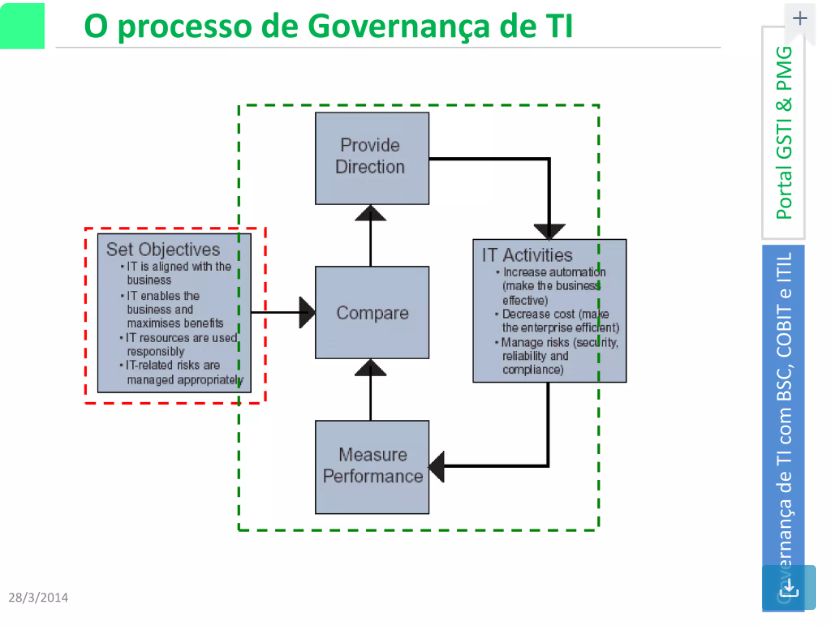 O processo de Governança de TI
Provide
Direction
Set Objectives
• IT is aligned with the
business
• IT enables the
business and
maximises benefits
• IT resources are used
responsibly
• IT-related risks are
managed appropriately
Compare
IT Activities
• Increase automation
(make the business
effective)
• Decrease cost (make
the enterprise efficient)
• Manage risks (security,
reliability and
compliance)
Measure
Performance
28/3/2014
Portal GSTI & PMG
Governança de TI com BSC, COBIT e ITIL